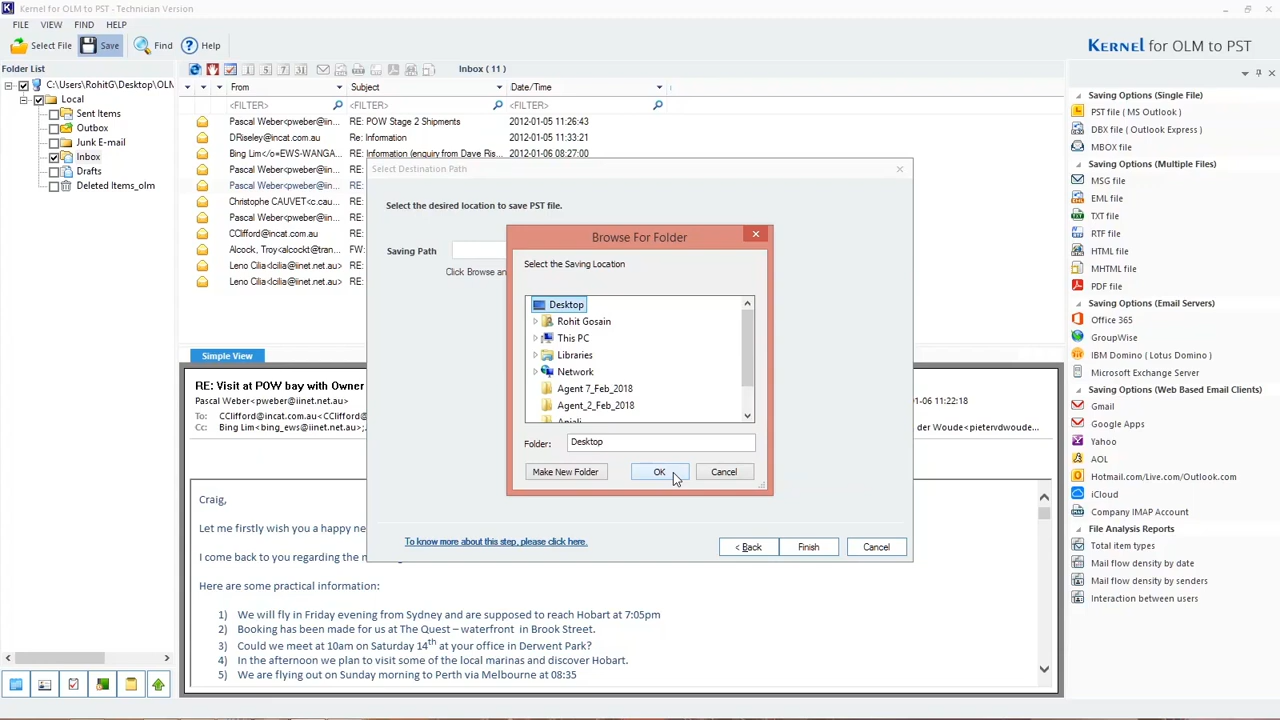 Kernel for OLM to PST - Technician Version
FILE VIEW FIND HELP
Select File Save Find Help
KERNEL for OLM to PST
Folder List
C:\Users\RohitG\Desktop\OLM
Local
Sent Items
Outbox
Junk E-mail
Inbox
Drafts
Deleted Items_olm
Inbox ( 11 )
From Subject Date/Time
<FILTER> <FILTER> <FILTER>
Pascal Weber<pweber@iin... RE: POW Stage 2 Shipments 2012-01-05 11:26:43
DRiseley@incat.com.au Re: Infomation 2012-01-05 11:33:21
Bing Lim</o=EWS-WANGA... RE: Information (enquiry from Dave Ris... 2012-01-06 08:27:00
Pascal Weber<pweber@iin... RE:
Pascal Weber<pweber@iin... RE:
Christophe CAUVET<c.cau... RE:
Pascal Weber<pweber@iin... RE:
CClifford@incat.com.au RE:
Alcock, Troy<alcockt@tran... FW:
Leno Cilia<lcilia@iinet.net.au> RE:
Leno Cilia<lcilia@iinet.net.au> RE:
Select Destination Path
Select the desired location to save PST file.
Saving Path
Click Browse an
Browse For Folder
Select the Saving Location
Desktop
Rohit Gosain
This PC
Libraries
Network
Agent 7_Feb_2018
Agent_2_Feb_2018
Anjali
Folder: Desktop
Make New Folder OK Cancel
To know more about this step, please click here.
< Back Finish Cancel
Simple View
RE: Visit at POW bay with Owner
Pascal Weber<pweber@iinet.net.au> -01-06 11:22:18
To: CClifford@incat.com.au<CClifford@
Cc: Bing Lim<bing_ews@iinet.net.au>; der Woude<pietervdwoude...
Craig,
Let me firstly wish you a happy ne
I come back to you regarding the
Here are some practical information:
1) We will fly in Friday evening from Sydney and are supposed to reach Hobart at 7:05pm
2) Booking has been made for us at The Quest – waterfront in Brook Street.
3) Could we meet at 10am on Saturday 14th at your office in Derwent Park?
4) In the afternoon we plan to visit some of the local marinas and discover Hobart.
5) We are flying out on Sunday morning to Perth via Melbourne at 08:35
Saving Options (Single File)
PST file ( MS Outlook )
DBX file ( Outlook Express )
MBOX file
Saving Options (Multiple Files)
MSG file
EML file
TXT file
RTF file
HTML file
MHTML file
PDF file
Saving Options (Email Servers)
Office 365
GroupWise
IBM Domino ( Lotus Domino )
Microsoft Exchange Server
Saving Options (Web Based Email Clients)
Gmail
Google Apps
Yahoo
AOL
Hotmail.com/Live.com/Outlook.com
iCloud
Company IMAP Account
File Analysis Reports
Total item types
Mail flow density by date
Mail flow density by senders
Interaction between users